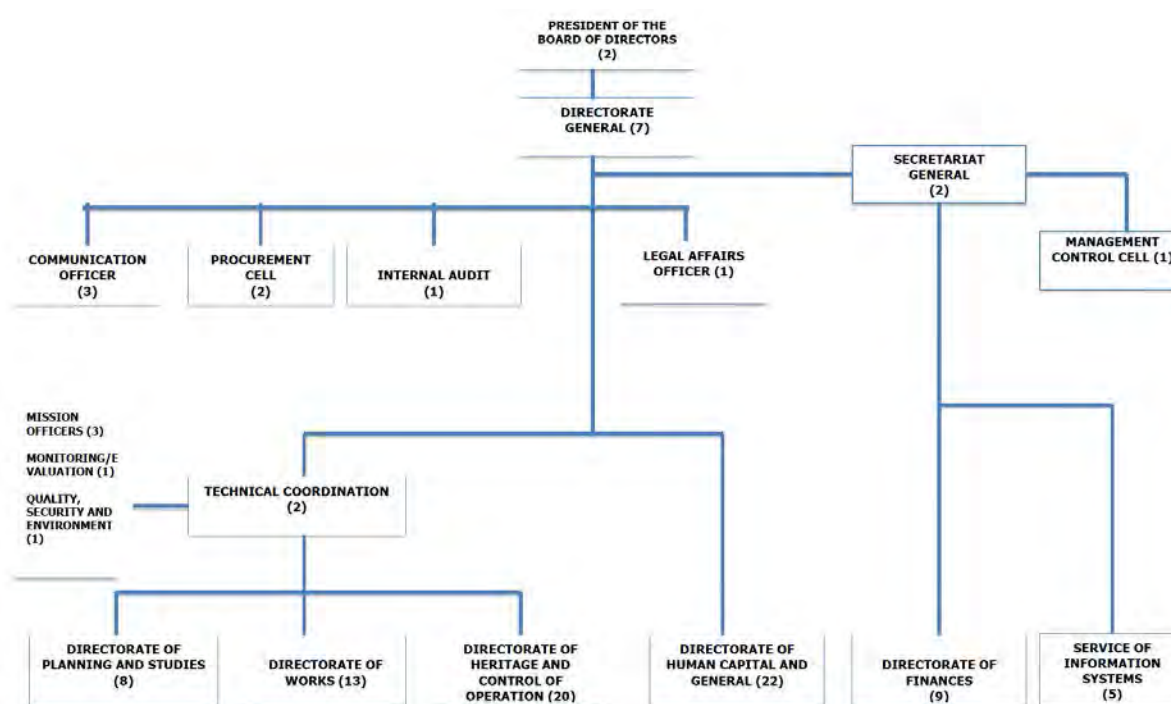 PRESIDENT OF THE
BOARD OF DIRECTORS
(2)
DIRECTORATE
GENERAL (7)
SECRETARIAT
GENERAL
(2)
COMMUNICATION
OFFICER
(3)
PROCUREMENT
CELL
(2)
INTERNAL AUDIT
(1)
LEGAL AFFAIRS
OFFICER (1)
MANAGEMENT
CONTROL CELL (1)
MISSION
OFFICERS (3)
MONITORING/E
VALUATION (1)
QUALITY,
SECURITY AND
ENVIRONMENT
(1)
TECHNICAL COORDINATION
(2)
DIRECTORATE OF
PLANNING AND STUDIES
(8)
DIRECTORATE OF
WORKS (13)
DIRECTORATE OF
HERITAGE AND
CONTROL OF
OPERATION (20)
DIRECTORATE OF
HUMAN CAPITAL AND
GENERAL (22)
DIRECTORATE OF
FINANCES
(9)
SERVICE OF
INFORMATION
SYSTEMS
(5)